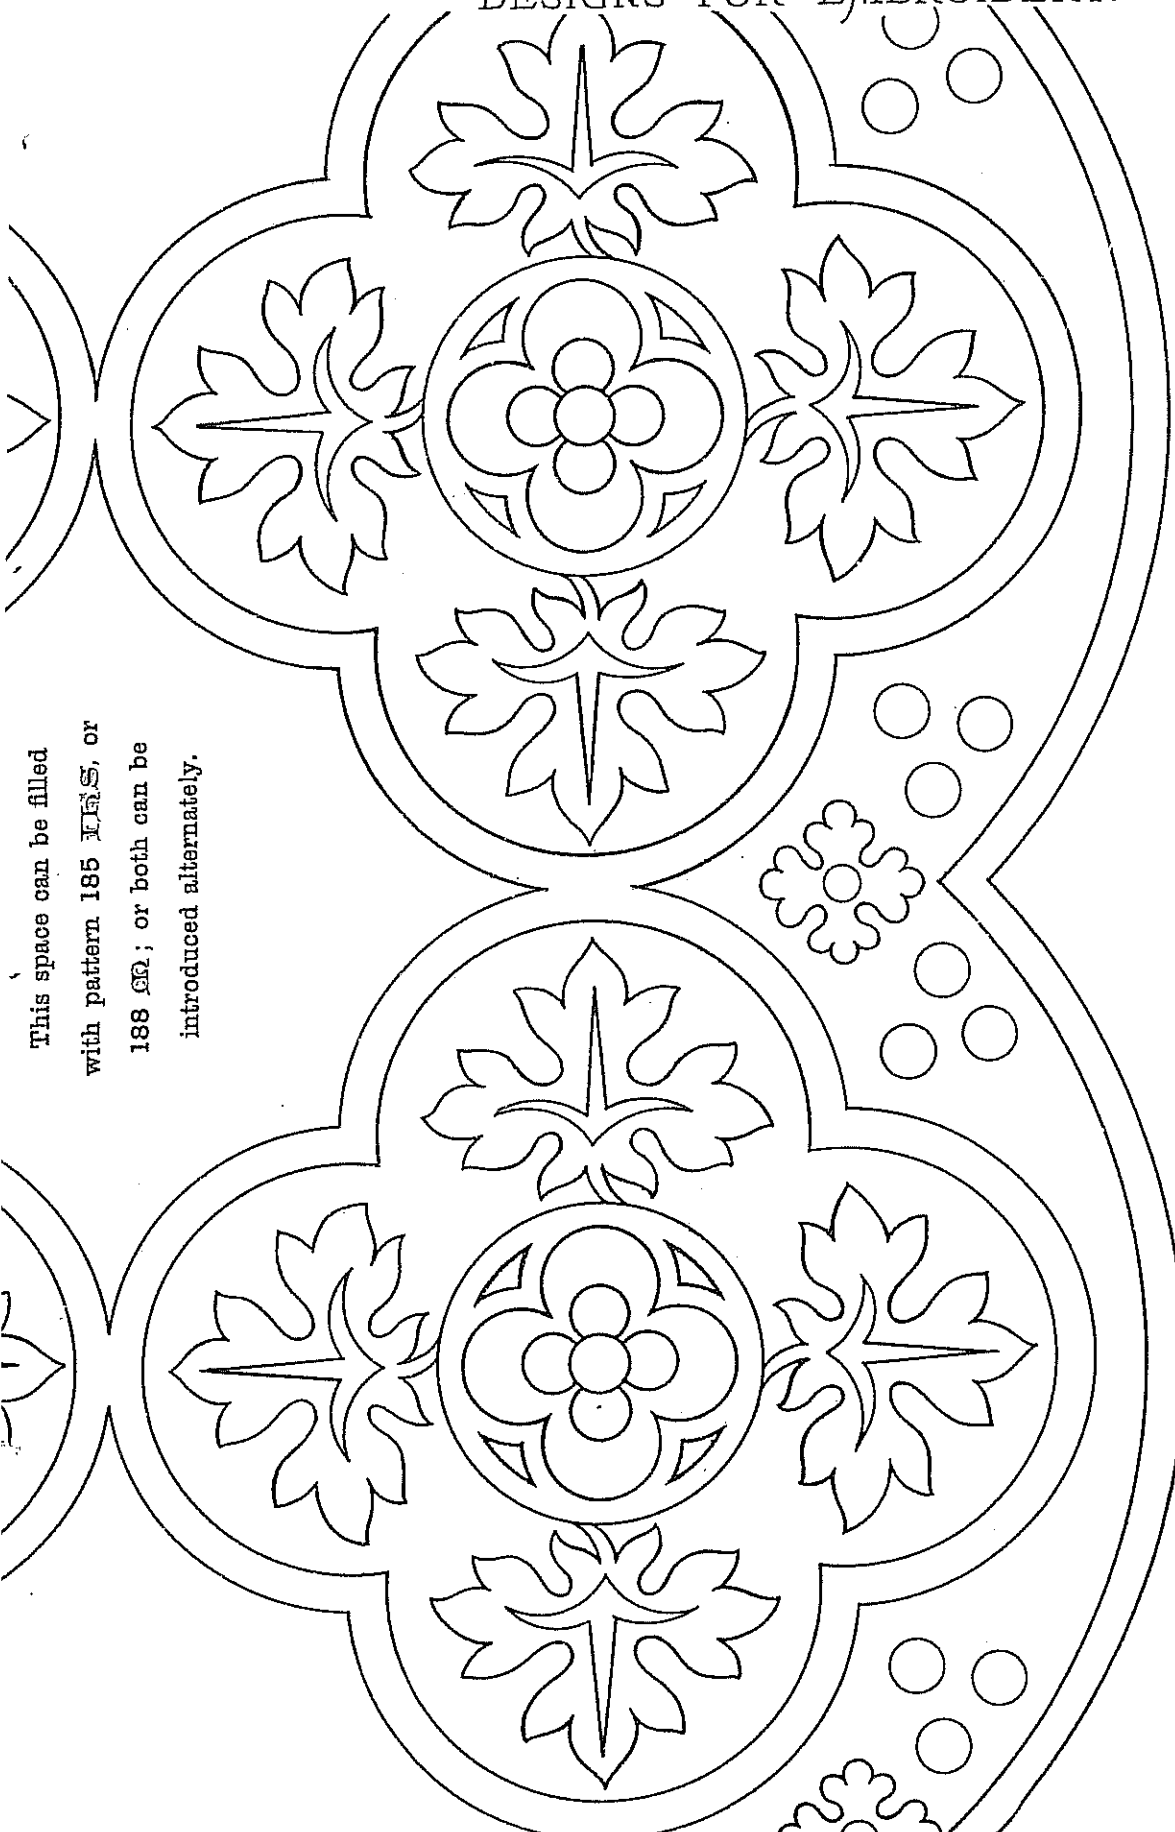 DESIGNS FOR EMBROIDERY.
This space can be filled
with pattern 185 IHS, or
188 ; or both can be
introduced alternately.